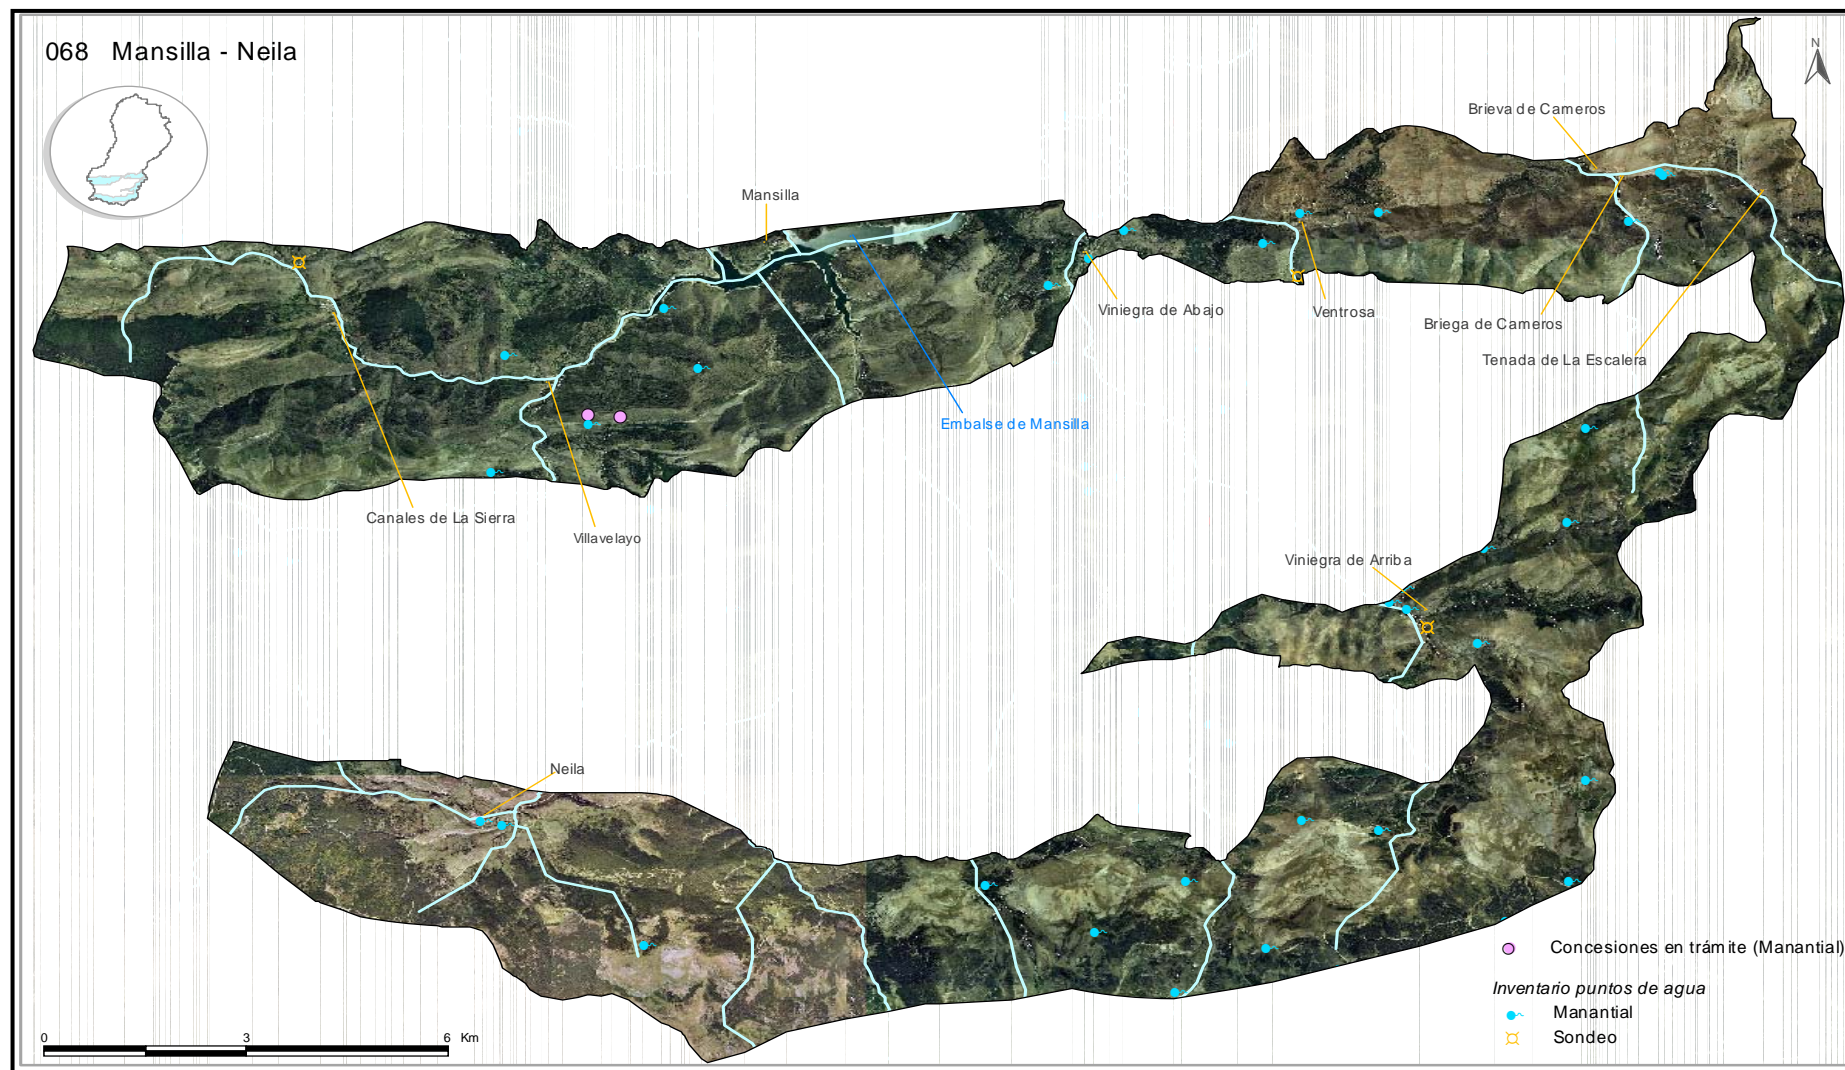 068 Mansilla - Neila
N
Brieva de Cameros
Mansilla
Viniegra de Abajo
Ventrosa
Briega de Cameros
Tenada de La Escalera
Embalse de Mansilla
Canales de La Sierra
Villavelayo
Viniegra de Arriba
Neila
Concesiones en trámite (Manantial)
Inventario puntos de agua
Manantial
Sondeo
0 3 6 Km